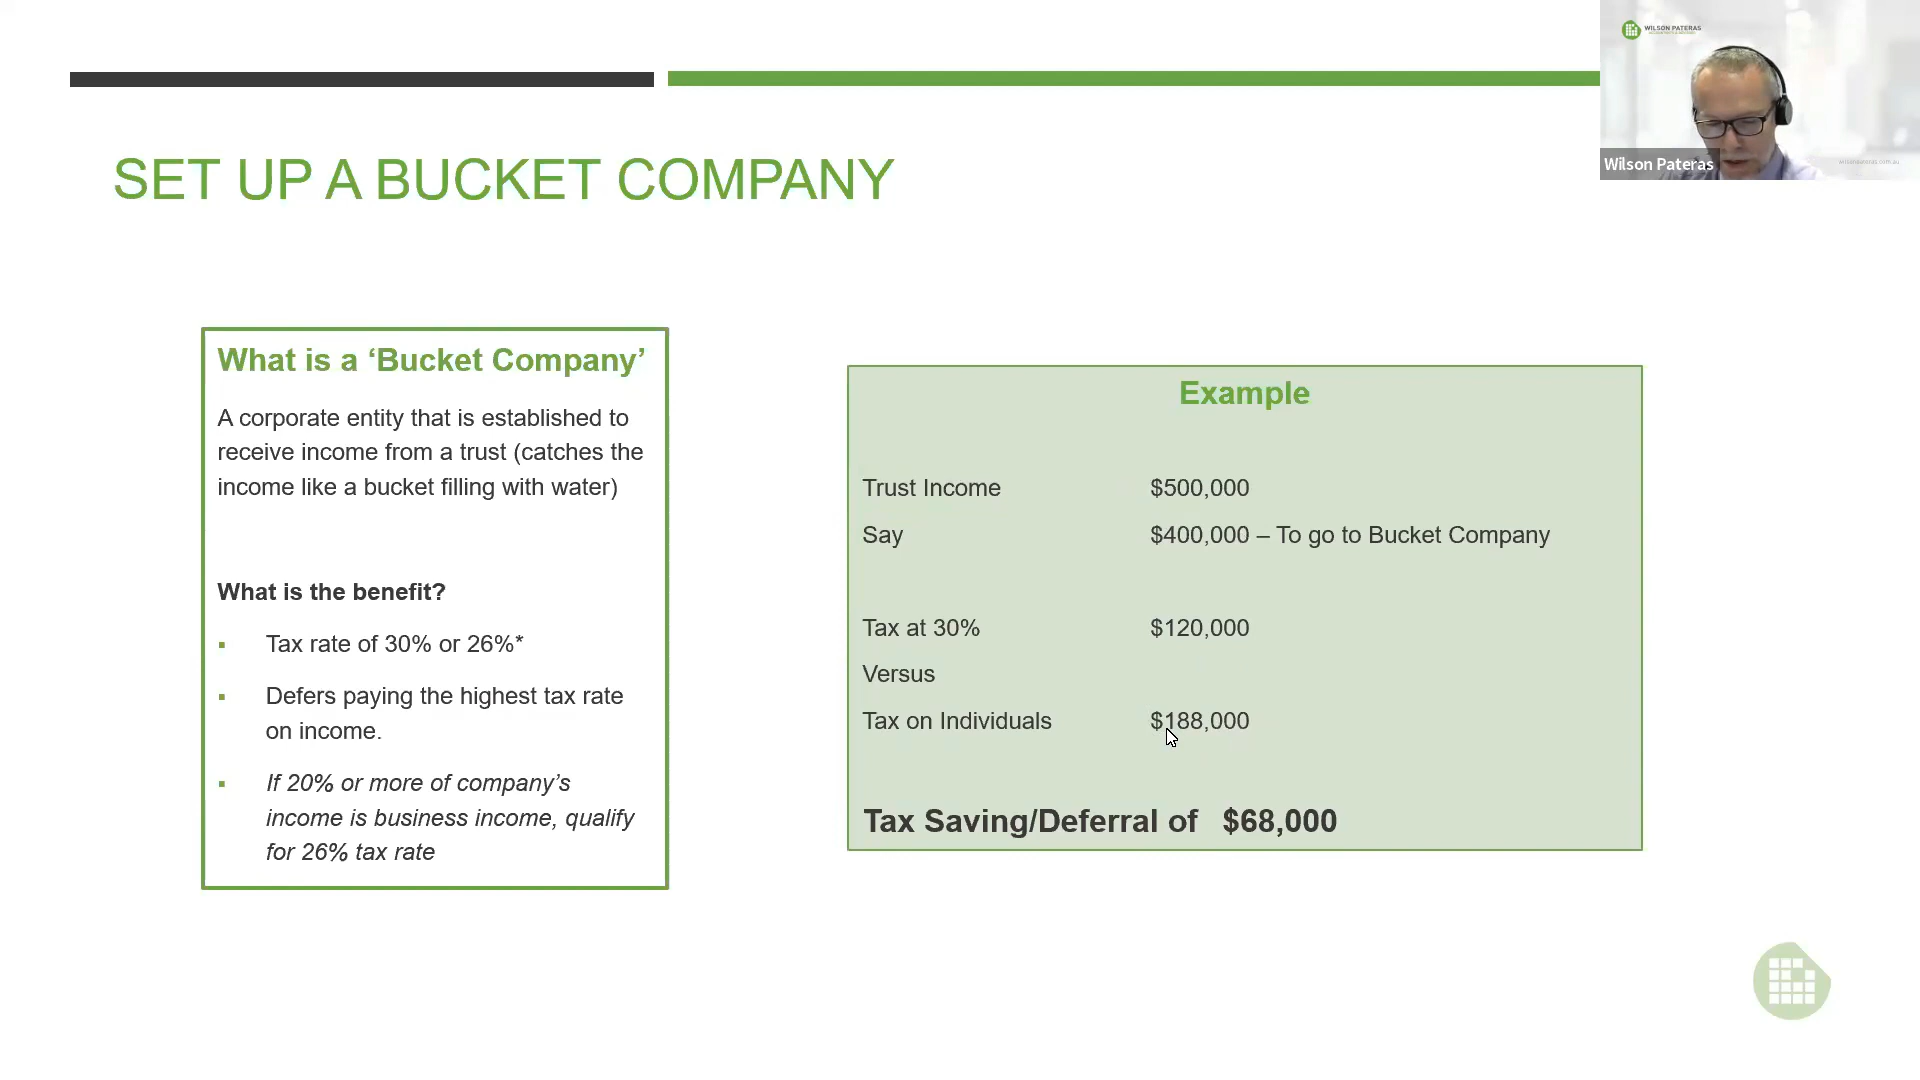 WILSON PATERAS
Wilson Pateras
SET UP A BUCKET COMPANY
What is a ‘Bucket Company’
A corporate entity that is established to
receive income from a trust (catches the
income like a bucket filling with water)
What is the benefit?
▪ Tax rate of 30% or 26%*
▪ Defers paying the highest tax rate
on income.
▪ If 20% or more of company’s
income is business income, qualify
for 26% tax rate
Example
Trust Income $500,000
Say $400,000 – To go to Bucket Company
Tax at 30% $120,000
Versus
Tax on Individuals $188,000
Tax Saving/Deferral of $68,000